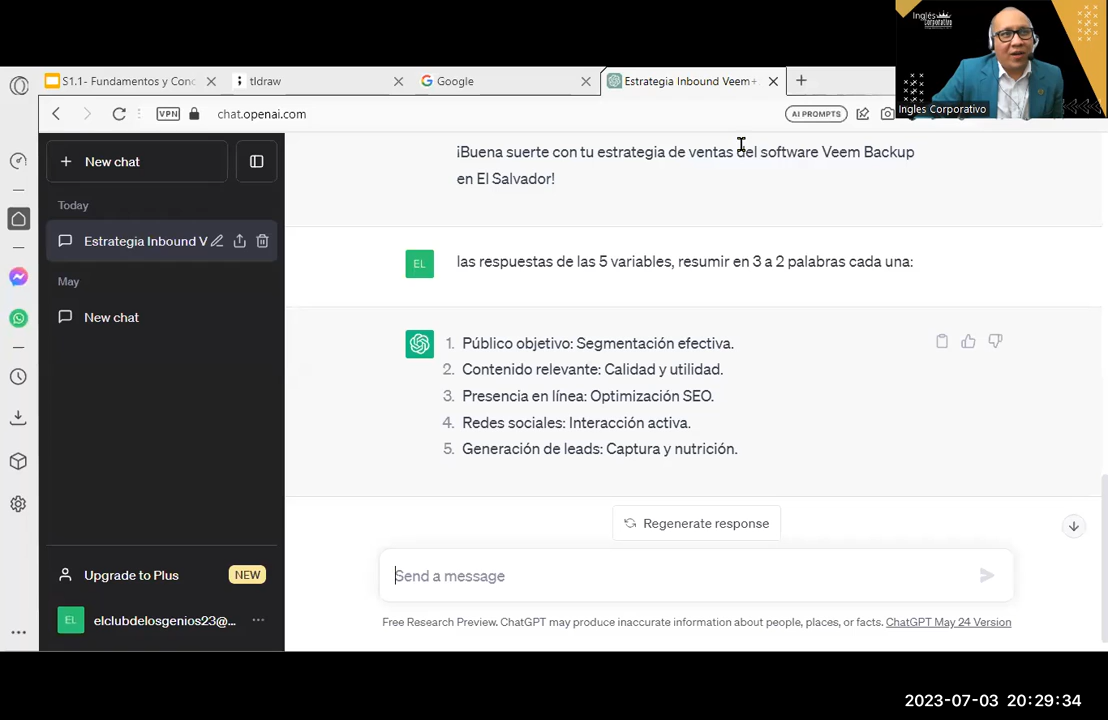 Inglés
Corporativo
Ingles Corporativo
S1.1- Fundamentos y Conc
tldraw
Google
Estrategia Inbound Veem
VPN
chat.openai.com
AI PROMPTS
New chat
Today
Estrategia Inbound V
May
New chat
Upgrade to Plus
NEW
EL
elclubdelosgenios23@...
¡Buena suerte con tu estrategia de ventas del software Veem Backup
en El Salvador!
EL
las respuestas de las 5 variables, resumir en 3 a 2 palabras cada una:
1. Público objetivo: Segmentación efectiva.
2. Contenido relevante: Calidad y utilidad.
3. Presencia en línea: Optimización SEO.
4. Redes sociales: Interacción activa.
5. Generación de leads: Captura y nutrición.
Regenerate response
Send a message
Free Research Preview. ChatGPT may produce inaccurate information about people, places, or facts. ChatGPT May 24 Version
2023-07-03 20:29:34